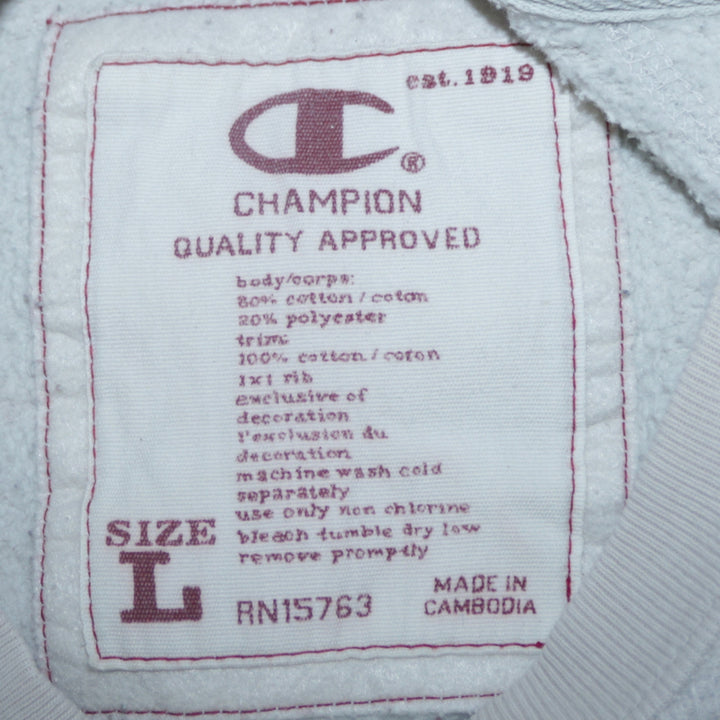 est. 1919
C ®
CHAMPION
QUALITY APPROVED
body/corps:
80% cotton / coton
20% polyester
trim:
100% cotton / coton
1x1 rib
exclusive of
decoration
l'exclusion du
decoration
machine wash cold
separately
use only non chlorine
bleach tumble dry low
remove promptly
SIZE
L
RN15763
MADE IN
CAMBODIA